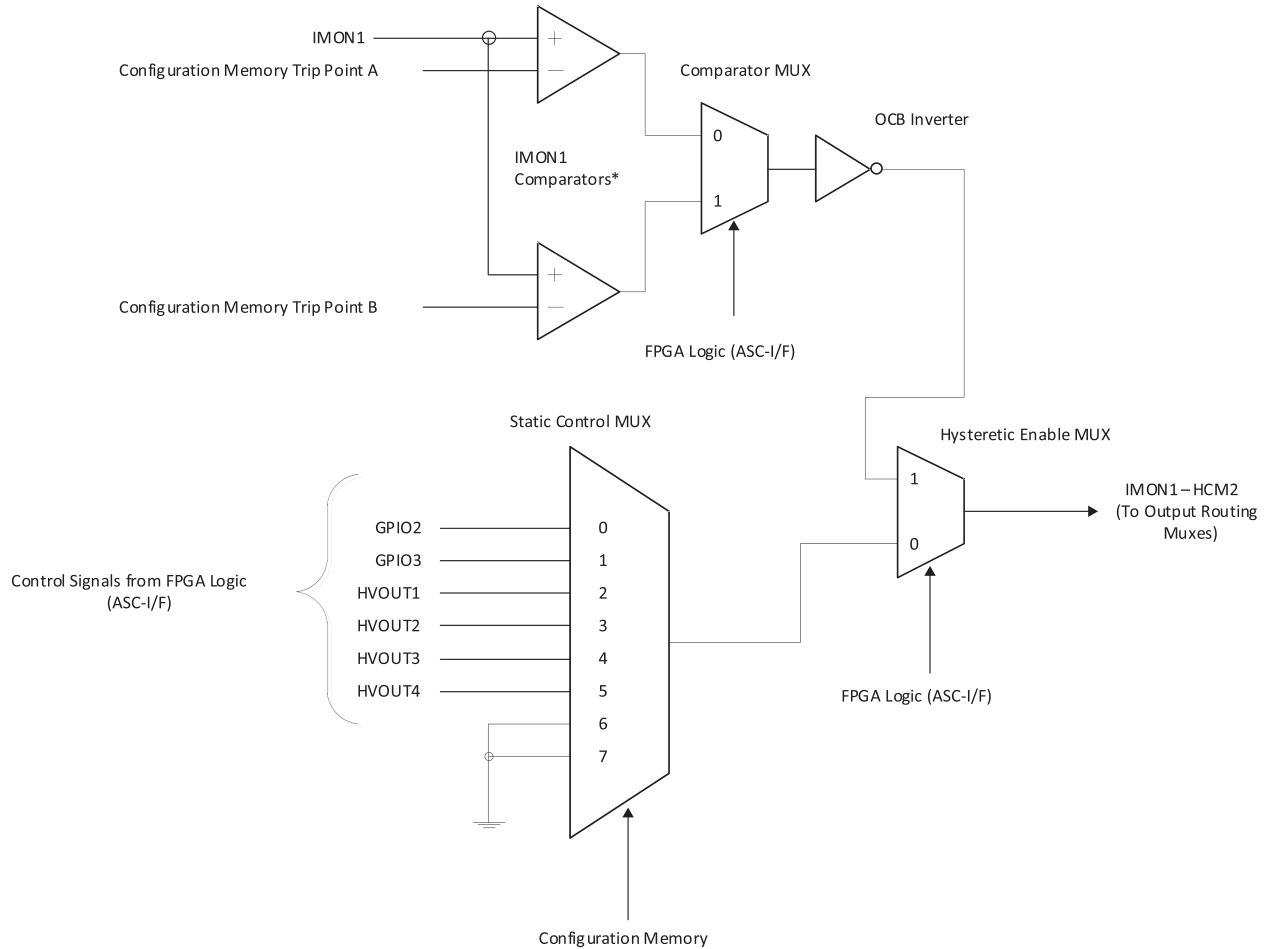 IMON1
+
Configuration Memory Trip Point A
−
Comparator MUX
OCB Inverter
0
IMON1
Comparators*
1
+
Configuration Memory Trip Point B
−
FPGA Logic (ASC-I/F)
Static Control MUX
Hysteretic Enable MUX
1
IMON1–HCM2
(To Output Routing
Muxes)
0
GPIO2
0
GPIO3
1
Control Signals from FPGA Logic
(ASC-I/F)
HVOUT1
2
HVOUT2
3
HVOUT3
4
HVOUT4
5
6
7
FPGA Logic (ASC-I/F)
Configuration Memory